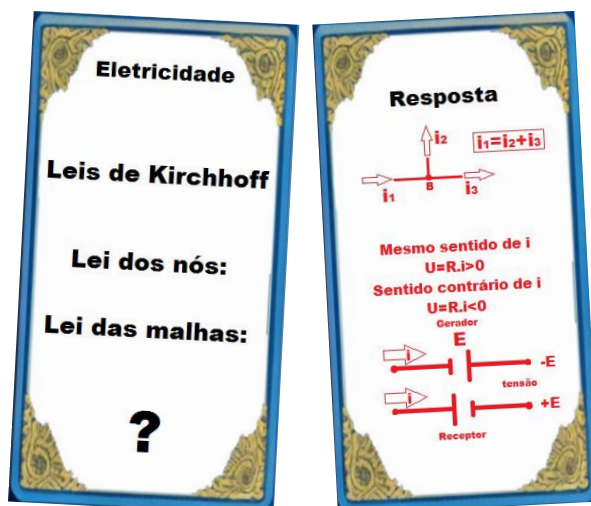 Eletricidade
Leis de Kirchhoff
Lei dos nós:
Lei das malhas:
?
Resposta
i₂
i₁=i₂+i₃
B
i₁
i₃
Mesmo sentido de i
U=R.i>0
Sentido contrário de i
U=R.i<0
Gerador
E
i
-E
tensão
i
+E
Receptor